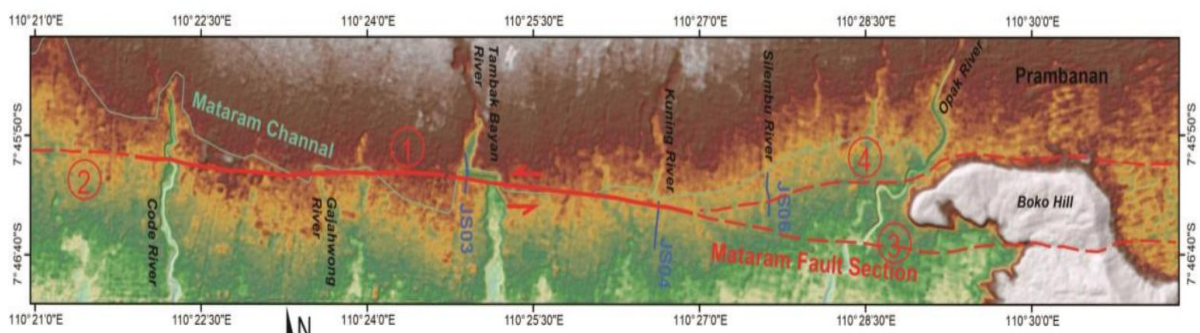 110°21'0"E 110°22'30"E 110°24'0"E 110°25'30"E 110°27'0"E 110°28'30"E 110°30'0"E
7°45'50"S
7°46'40"S
Mataram Channal
Tambak Bayan
River
Kuning River
Silembu River
Opak River
Prambanan
7°45'50"S
1
2
4
3
Code River
Gajahwong
River
JS03
JS04
JS06
Mataram Fault Section
Boko Hill
7°46'40"S
110°21'0"E 110°22'30"E 110°24'0"E 110°25'30"E 110°27'0"E 110°28'30"E 110°30'0"E
N